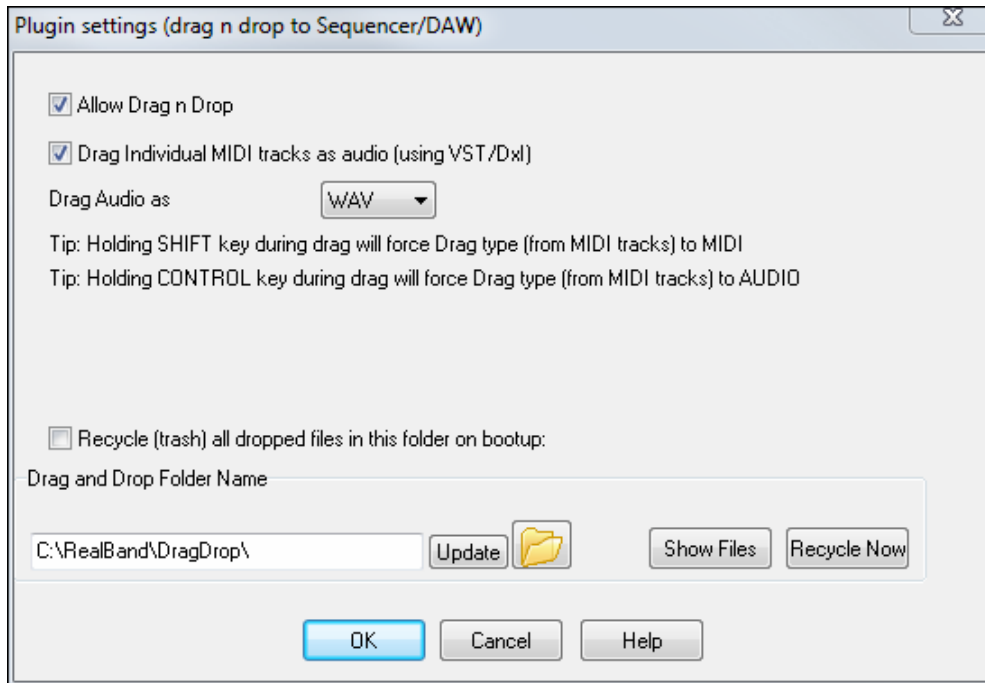 Plugin settings (drag n drop to Sequencer/DAW)
Allow Drag n Drop
Drag Individual MIDI tracks as audio (using VST/DxI)
Drag Audio as WAV
Tip: Holding SHIFT key during drag will force Drag type (from MIDI tracks) to MIDI
Tip: Holding CONTROL key during drag will force Drag type (from MIDI tracks) to AUDIO
Recycle (trash) all dropped files in this folder on bootup:
Drag and Drop Folder Name
C:\RealBand\DragDrop\ Update Show Files Recycle Now
OK Cancel Help